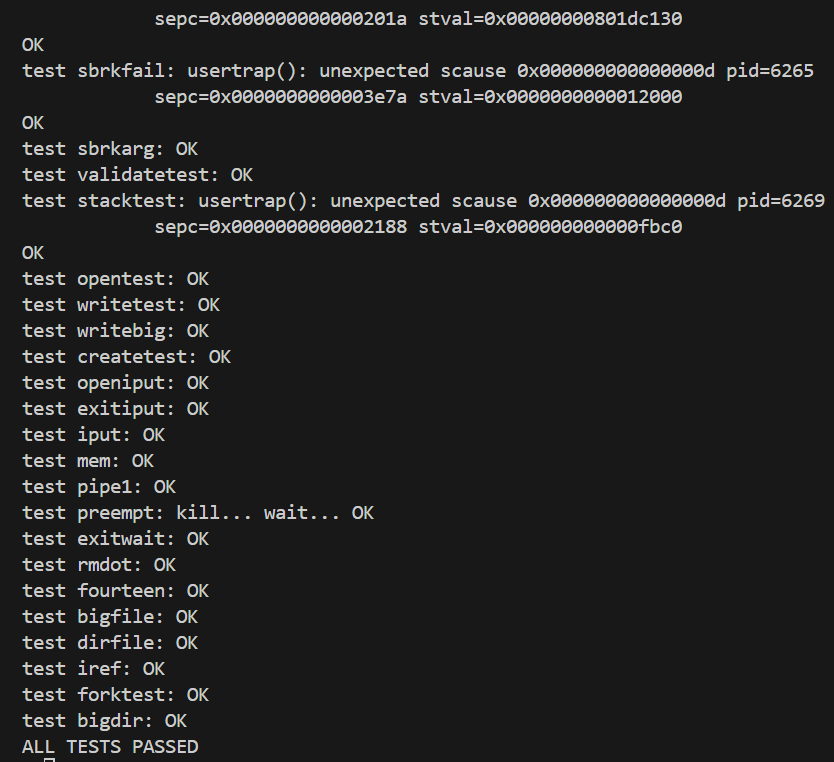 sepc=0x000000000000201a stval=0x00000000801dc130
OK
test sbrkfail: usertrap(): unexpected scause 0x000000000000000d pid=6265
sepc=0x0000000000003e7a stval=0x0000000000012000
OK
test sbrkarg: OK
test validatetest: OK
test stacktest: usertrap(): unexpected scause 0x000000000000000d pid=6269
sepc=0x0000000000002188 stval=0x000000000000fbc0
OK
test opentest: OK
test writetest: OK
test writebig: OK
test createtest: OK
test openiput: OK
test exitiput: OK
test iput: OK
test mem: OK
test pipe1: OK
test preempt: kill... wait... OK
test exitwait: OK
test rmdot: OK
test fourteen: OK
test bigfile: OK
test dirfile: OK
test iref: OK
test forktest: OK
test bigdir: OK
ALL TESTS PASSED